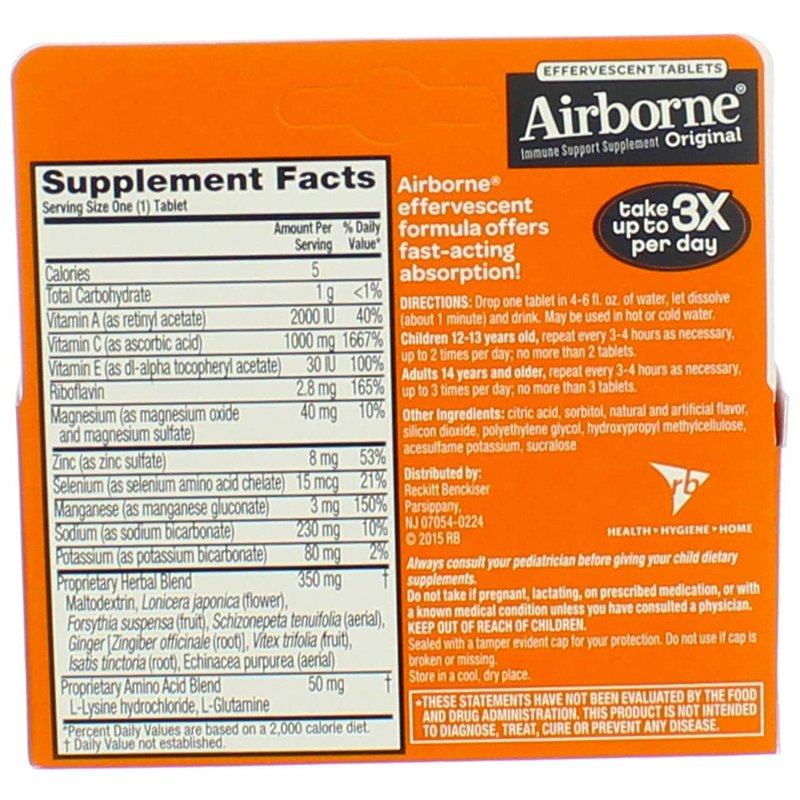 EFFERVESCENT TABLETS
Airborne®
Immune Support Supplement Original
take
up to 3X
per day
Supplement Facts
Serving Size One (1) Tablet
Amount Per Serving % Daily Value*
Calories 5
Total Carbohydrate 1 g <1%
Vitamin A (as retinyl acetate) 2000 IU 40%
Vitamin C (as ascorbic acid) 1000 mg 1667%
Vitamin E (as dl-alpha tocopheryl acetate) 30 IU 100%
Riboflavin 2.8 mg 165%
Magnesium (as magnesium oxide 40 mg 10%
and magnesium sulfate)
Zinc (as zinc sulfate) 8 mg 53%
Selenium (as selenium amino acid chelate) 15 mcg 21%
Manganese (as manganese gluconate) 3 mg 150%
Sodium (as sodium bicarbonate) 230 mg 10%
Potassium (as potassium bicarbonate) 80 mg 2%
Proprietary Herbal Blend 350 mg †
Maltodextrin, Lonicera japonica (flower),
Forsythia suspensa (fruit), Schizonepeta tenuifolia (aerial),
Ginger [Zingiber officinale (root)], Vitex trifolia (fruit),
Isatis tinctoria (root), Echinacea purpurea (aerial)
Proprietary Amino Acid Blend 50 mg †
L-Lysine hydrochloride, L-Glutamine
*Percent Daily Values are based on a 2,000 calorie diet.
† Daily Value not established.
Airborne®
effervescent
formula offers
fast-acting
absorption!
DIRECTIONS: Drop one tablet in 4-6 fl. oz. of water, let dissolve
(about 1 minute) and drink. May be used in hot or cold water.
Children 12-13 years old, repeat every 3-4 hours as necessary,
up to 2 times per day; no more than 2 tablets.
Adults 14 years and older, repeat every 3-4 hours as necessary,
up to 3 times per day; no more than 3 tablets.
Other Ingredients: citric acid, sorbitol, natural and artificial flavor,
silicon dioxide, polyethylene glycol, hydroxypropyl methylcellulose,
acesulfame potassium, sucralose
Distributed by:
Reckitt Benckiser
Parsippany,
NJ 07054-0224
© 2015 RB
rb
HEALTH • HYGIENE • HOME
Always consult your pediatrician before giving your child dietary
supplements.
Do not take if pregnant, lactating, on prescribed medication, or with
a known medical condition unless you have consulted a physician.
KEEP OUT OF REACH OF CHILDREN.
Sealed with a tamper evident cap for your protection. Do not use if cap is
broken or missing.
Store in a cool, dry place.
*THESE STATEMENTS HAVE NOT BEEN EVALUATED BY THE FOOD
AND DRUG ADMINISTRATION. THIS PRODUCT IS NOT INTENDED
TO DIAGNOSE, TREAT, CURE OR PREVENT ANY DISEASE.